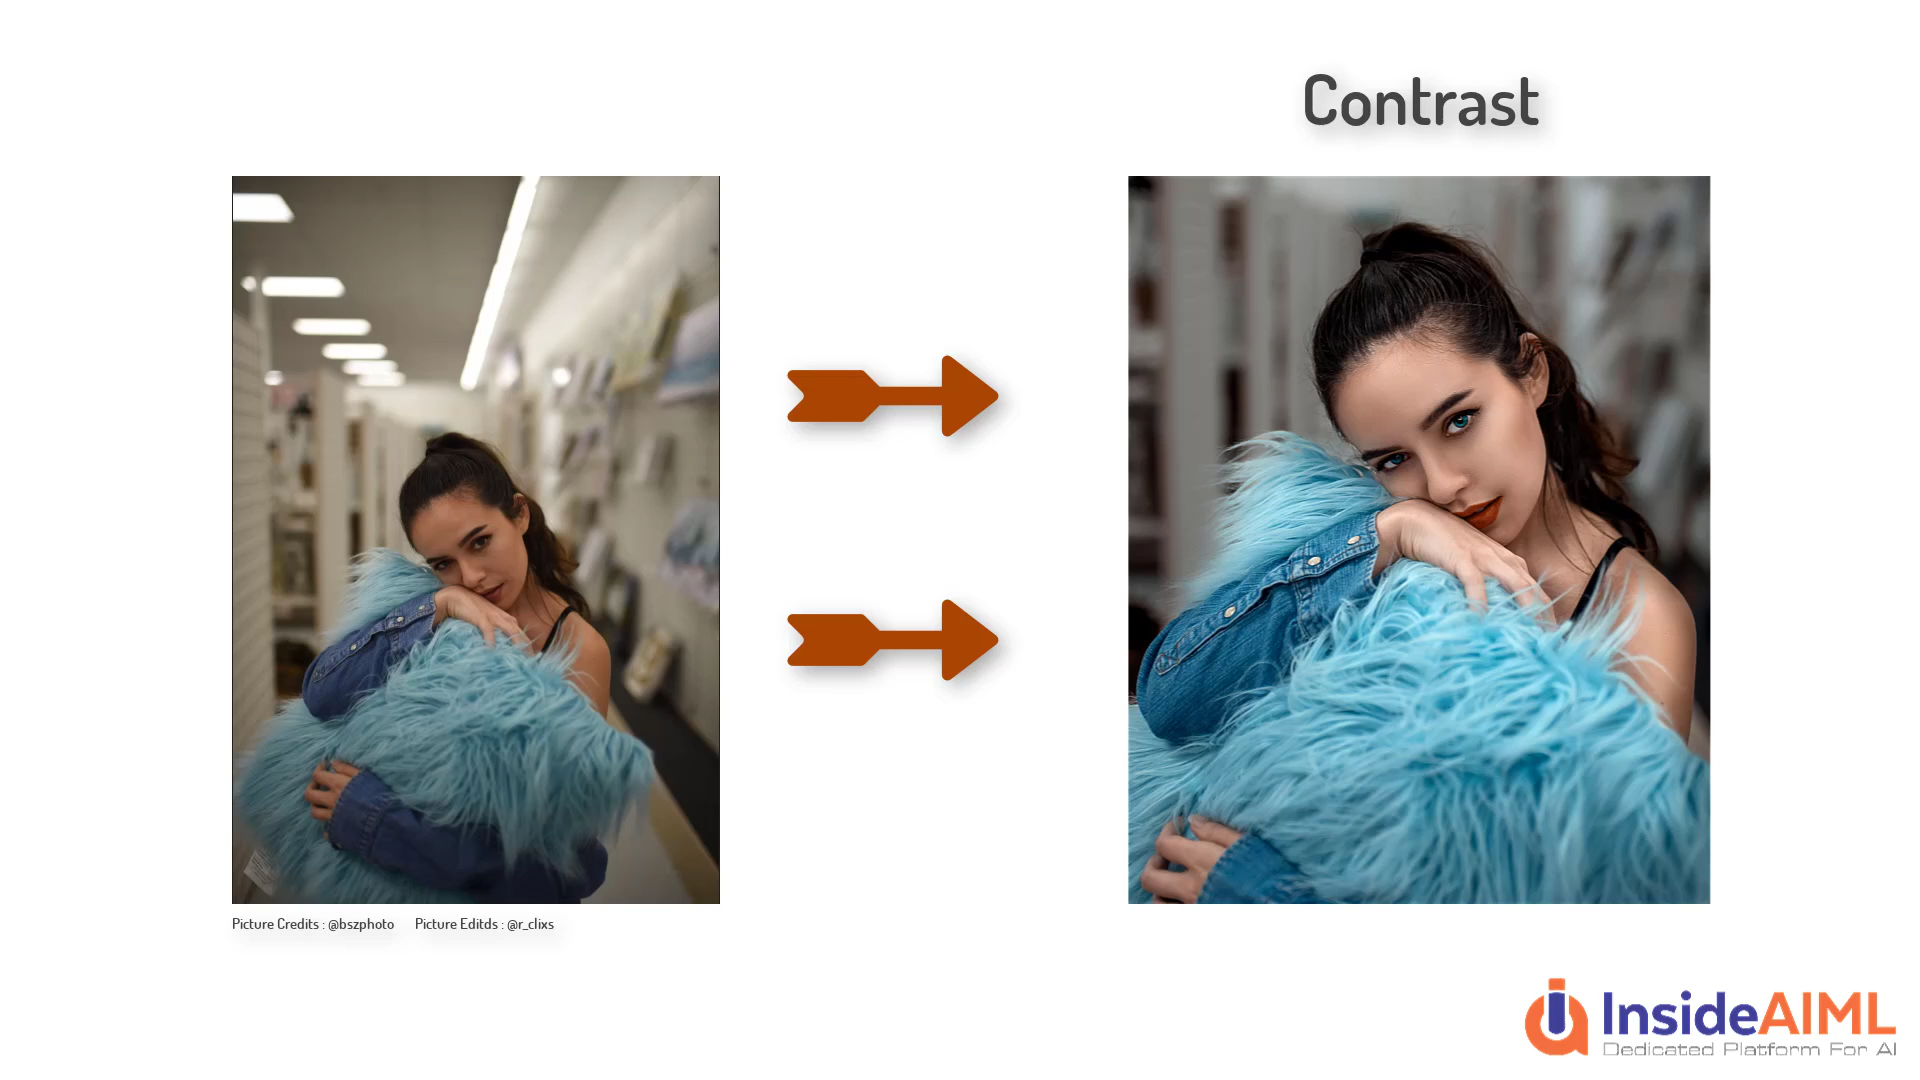 Contrast
Picture Credits : @bszphoto Picture Editds : @r_clixs
InsideAIML
Dedicated Platform For AI